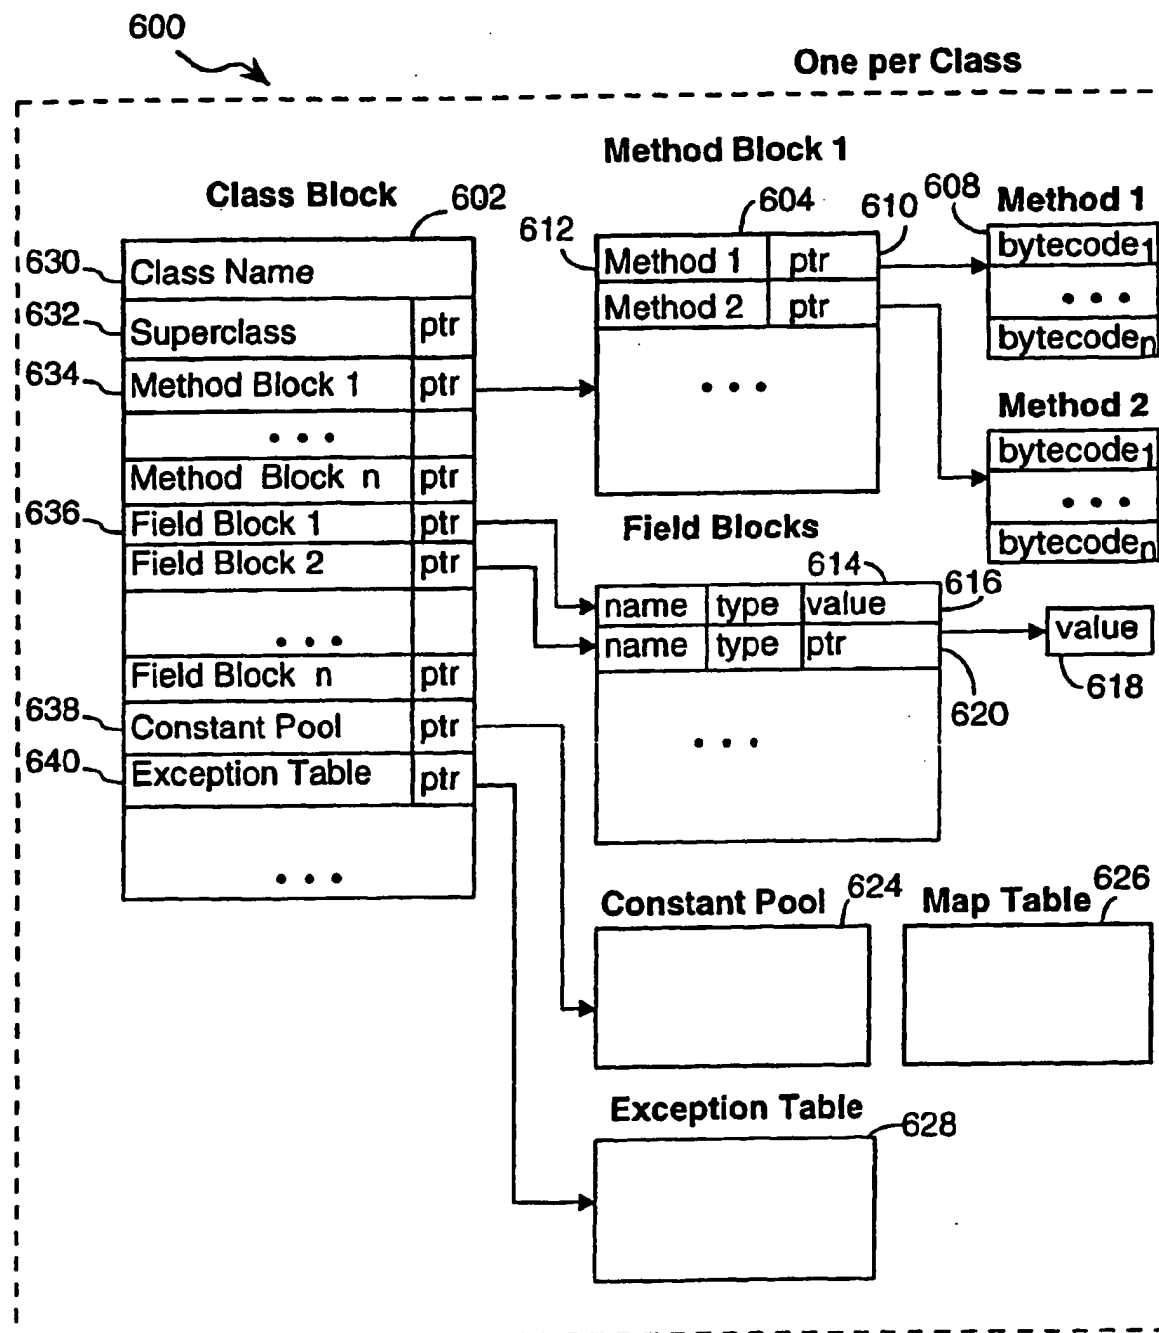 600
One per Class
Class Block
602
630
Class Name
632
Superclass ptr
634
Method Block 1 ptr
• • •
Method Block n ptr
636
Field Block 1 ptr
Field Block 2 ptr
• • •
Field Block n ptr
638
Constant Pool ptr
640
Exception Table ptr
• • •
Method Block 1
604
610
612
Method 1 ptr
Method 2 ptr
• • •
608
Method 1
bytecode1
• • •
bytecoden
Method 2
bytecode1
• • •
bytecoden
Field Blocks
614
616
name type value
name type ptr
• • •
620
value
618
Constant Pool
624
Map Table
626
Exception Table
628